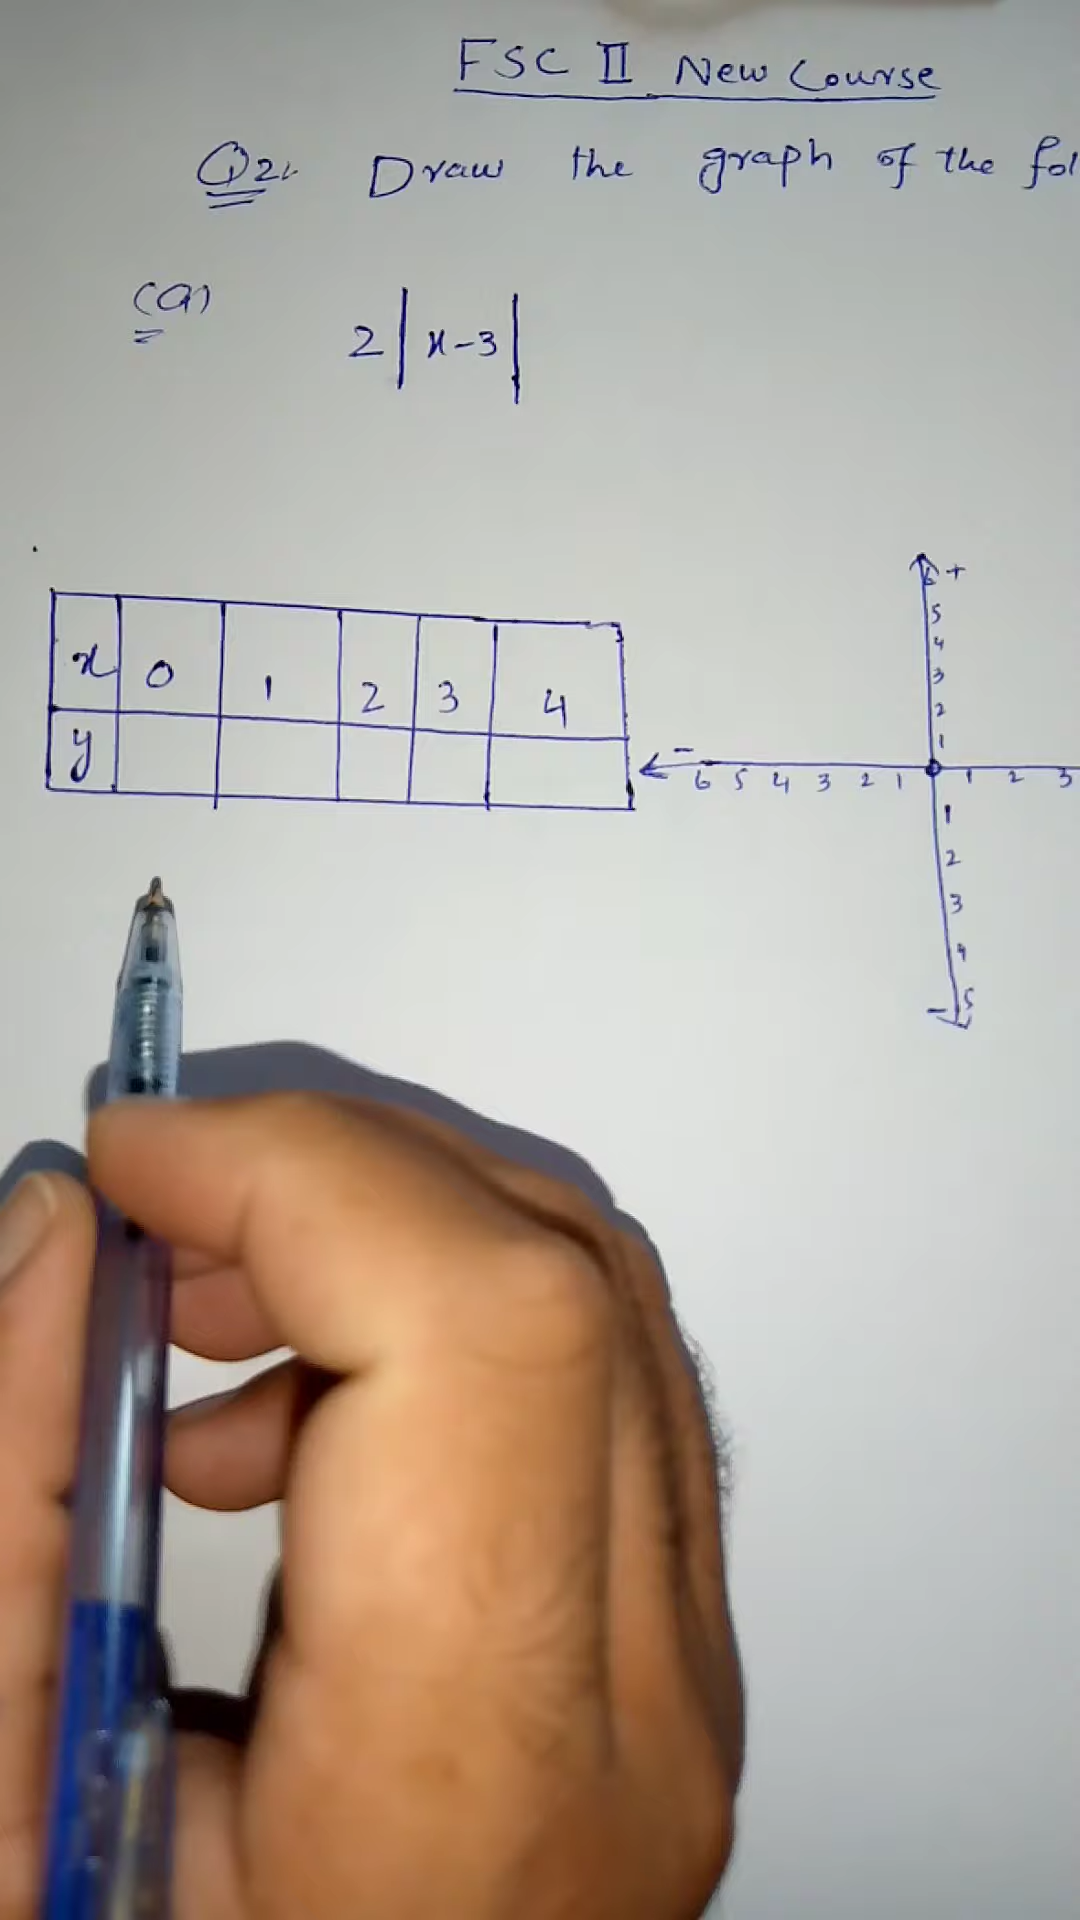 FSC II New Course
Q2. Draw the graph of the fol
(a) 2|x-3|
x 0 1 2 3 4
y
+
6
5
4
3
2
1
- 6 5 4 3 2 1 1 2 3
1
2
3
4
5
-